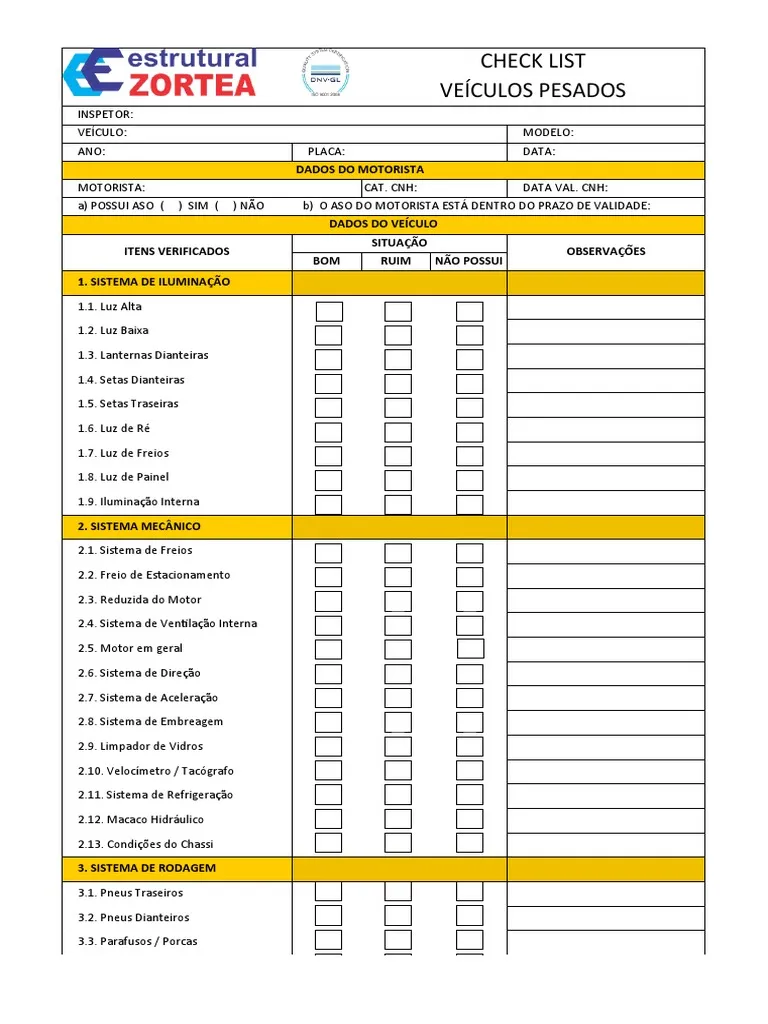 estrutural
ZORTEA
QUALITY SYSTEM CERTIFICATION
DNV·GL
ISO 9001:2008
CHECK LIST
VEÍCULOS PESADOS
INSPETOR:
VEÍCULO: MODELO:
ANO: PLACA: DATA:
DADOS DO MOTORISTA
MOTORISTA: CAT. CNH: DATA VAL. CNH:
a) POSSUI ASO ( ) SIM ( ) NÃO b) O ASO DO MOTORISTA ESTÁ DENTRO DO PRAZO DE VALIDADE:
DADOS DO VEÍCULO
ITENS VERIFICADOS SITUAÇÃO OBSERVAÇÕES
BOM RUIM NÃO POSSUI
1. SISTEMA DE ILUMINAÇÃO
1.1. Luz Alta
1.2. Luz Baixa
1.3. Lanternas Dianteiras
1.4. Setas Dianteiras
1.5. Setas Traseiras
1.6. Luz de Ré
1.7. Luz de Freios
1.8. Luz de Painel
1.9. Iluminação Interna
2. SISTEMA MECÂNICO
2.1. Sistema de Freios
2.2. Freio de Estacionamento
2.3. Reduzida do Motor
2.4. Sistema de Ventilação Interna
2.5. Motor em geral
2.6. Sistema de Direção
2.7. Sistema de Aceleração
2.8. Sistema de Embreagem
2.9. Limpador de Vidros
2.10. Velocímetro / Tacógrafo
2.11. Sistema de Refrigeração
2.12. Macaco Hidráulico
2.13. Condições do Chassi
3. SISTEMA DE RODAGEM
3.1. Pneus Traseiros
3.2. Pneus Dianteiros
3.3. Parafusos / Porcas